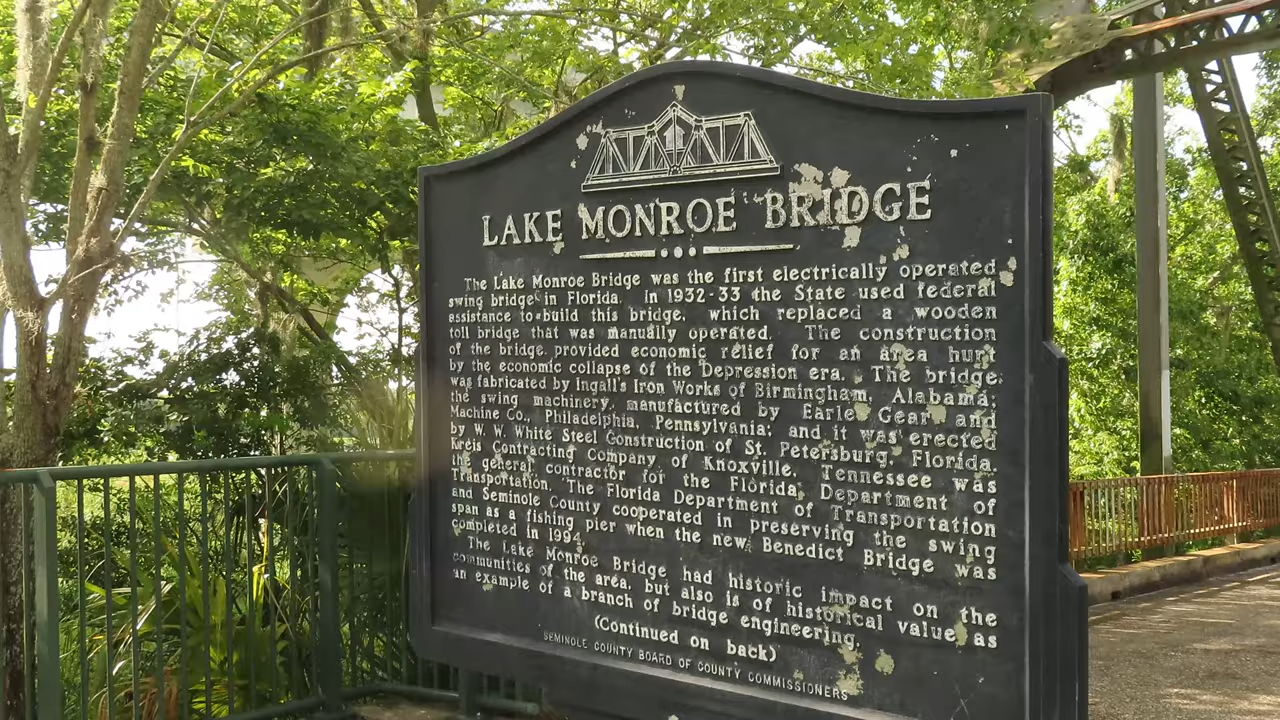 LAKE MONROE BRIDGE
The Lake Monroe Bridge was the first electrically operated
swing bridge in Florida. In 1932-33 the State used federal
assistance to build this bridge, which replaced a wooden
toll bridge that was manually operated. The construction
of the bridge provided economic relief for an area hurt
by the economic collapse of the Depression era. The bridge
was fabricated by Ingall's Iron Works of Birmingham, Alabama;
the swing machinery, manufactured by Earle Gear and
Machine Co., Philadelphia, Pennsylvania; and it was erected
by W. W. White Steel Construction of St. Petersburg, Florida.
Kreis Contracting Company of Knoxville, Tennessee was
the general contractor for the Florida Department of
Transportation. The Florida Department of Transportation
and Seminole County cooperated in preserving the swing
span as a fishing pier when the new Benedict Bridge was
completed in 1994.
The Lake Monroe Bridge had historic impact on the
communities of the area, but also is of historical value as
an example of a branch of bridge engineering.
(Continued on back)
SEMINOLE COUNTY BOARD OF COUNTY COMMISSIONERS